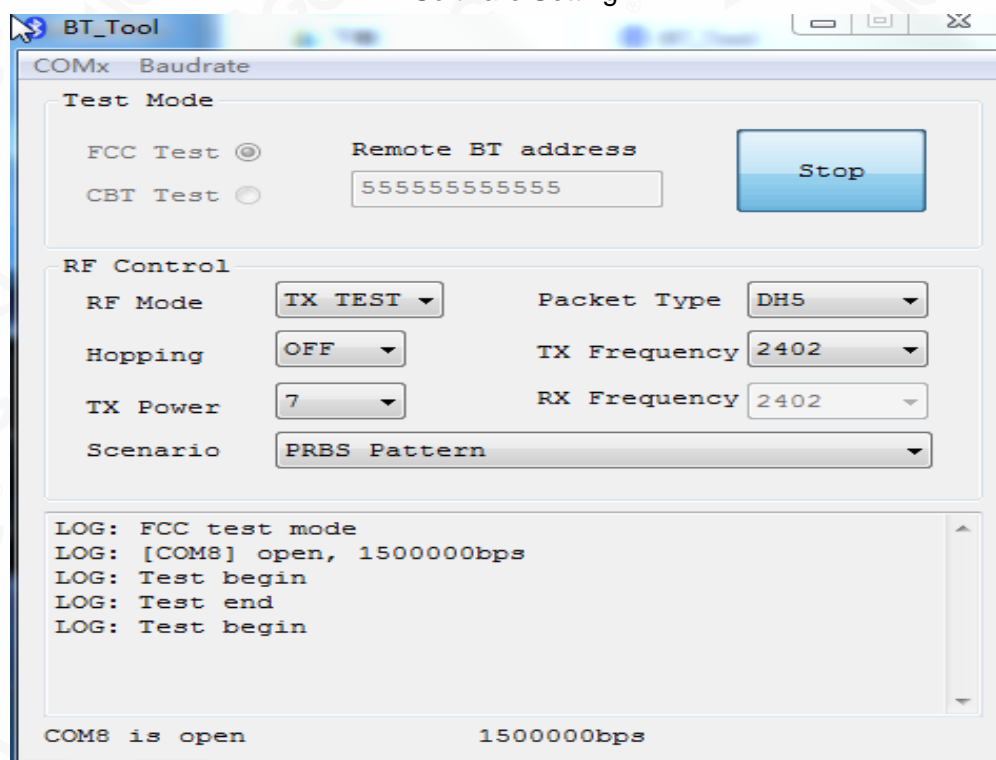 BT_Tool
COMx Baudrate
Test Mode
FCC Test
Remote BT address
Stop
CBT Test
555555555555
RF Control
RF Mode TX TEST Packet Type DH5
Hopping OFF TX Frequency 2402
TX Power 7 RX Frequency 2402
Scenario PRBS Pattern
LOG: FCC test mode
LOG: [COM8] open, 1500000bps
LOG: Test begin
LOG: Test end
LOG: Test begin
COM8 is open 1500000bps